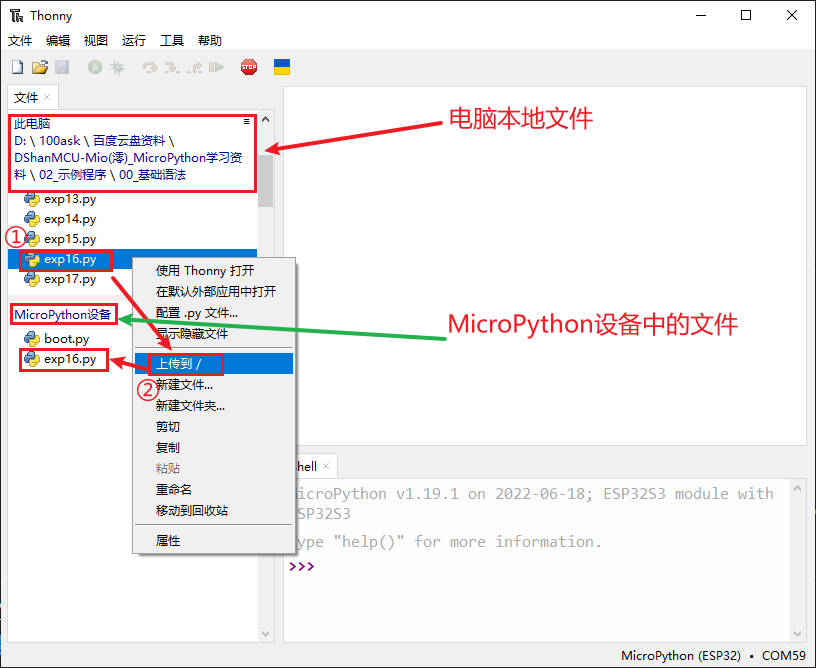 Thonny
文件 编辑 视图 运行 工具 帮助
STOP
文件 ×
此电脑
D: \ 100ask \ 百度云盘资料 \
DShanMCU-Mio(澪)_MicroPython学习资
料 \ 02_示例程序 \ 00_基础语法
电脑本地文件
exp13.py
exp14.py
exp15.py
①
exp16.py
exp17.py
MicroPython设备
boot.py
exp16.py
使用 Thonny 打开
在默认外部应用中打开
配置 .py 文件...
显示隐藏文件
上传到 /
②
新建文件...
新建文件夹...
剪切
复制
粘贴
重命名
移动到回收站
属性
MicroPython设备中的文件
hell ×
icroPython v1.19.1 on 2022-06-18; ESP32S3 module with
SP32S3
ype "help()" for more information.
>>>
MicroPython (ESP32) • COM59